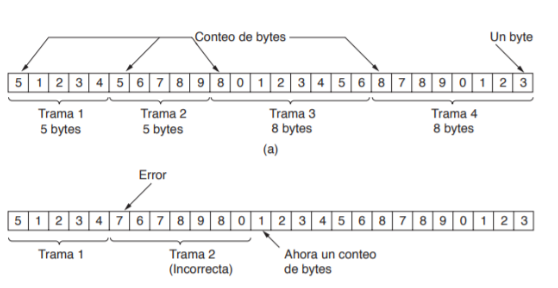 Conteo de bytes
Un byte
5 1 2 3 4 5 6 7 8 9 8 0 1 2 3 4 5 6 8 7 8 9 0 1 2 3
Trama 1 Trama 2 Trama 3 Trama 4
5 bytes 5 bytes 8 bytes 8 bytes
(a)
Error
5 1 2 3 4 7 6 7 8 9 8 0 1 2 3 4 5 6 8 7 8 9 0 1 2 3
Trama 1 Trama 2 Ahora un conteo
(Incorrecta) de bytes